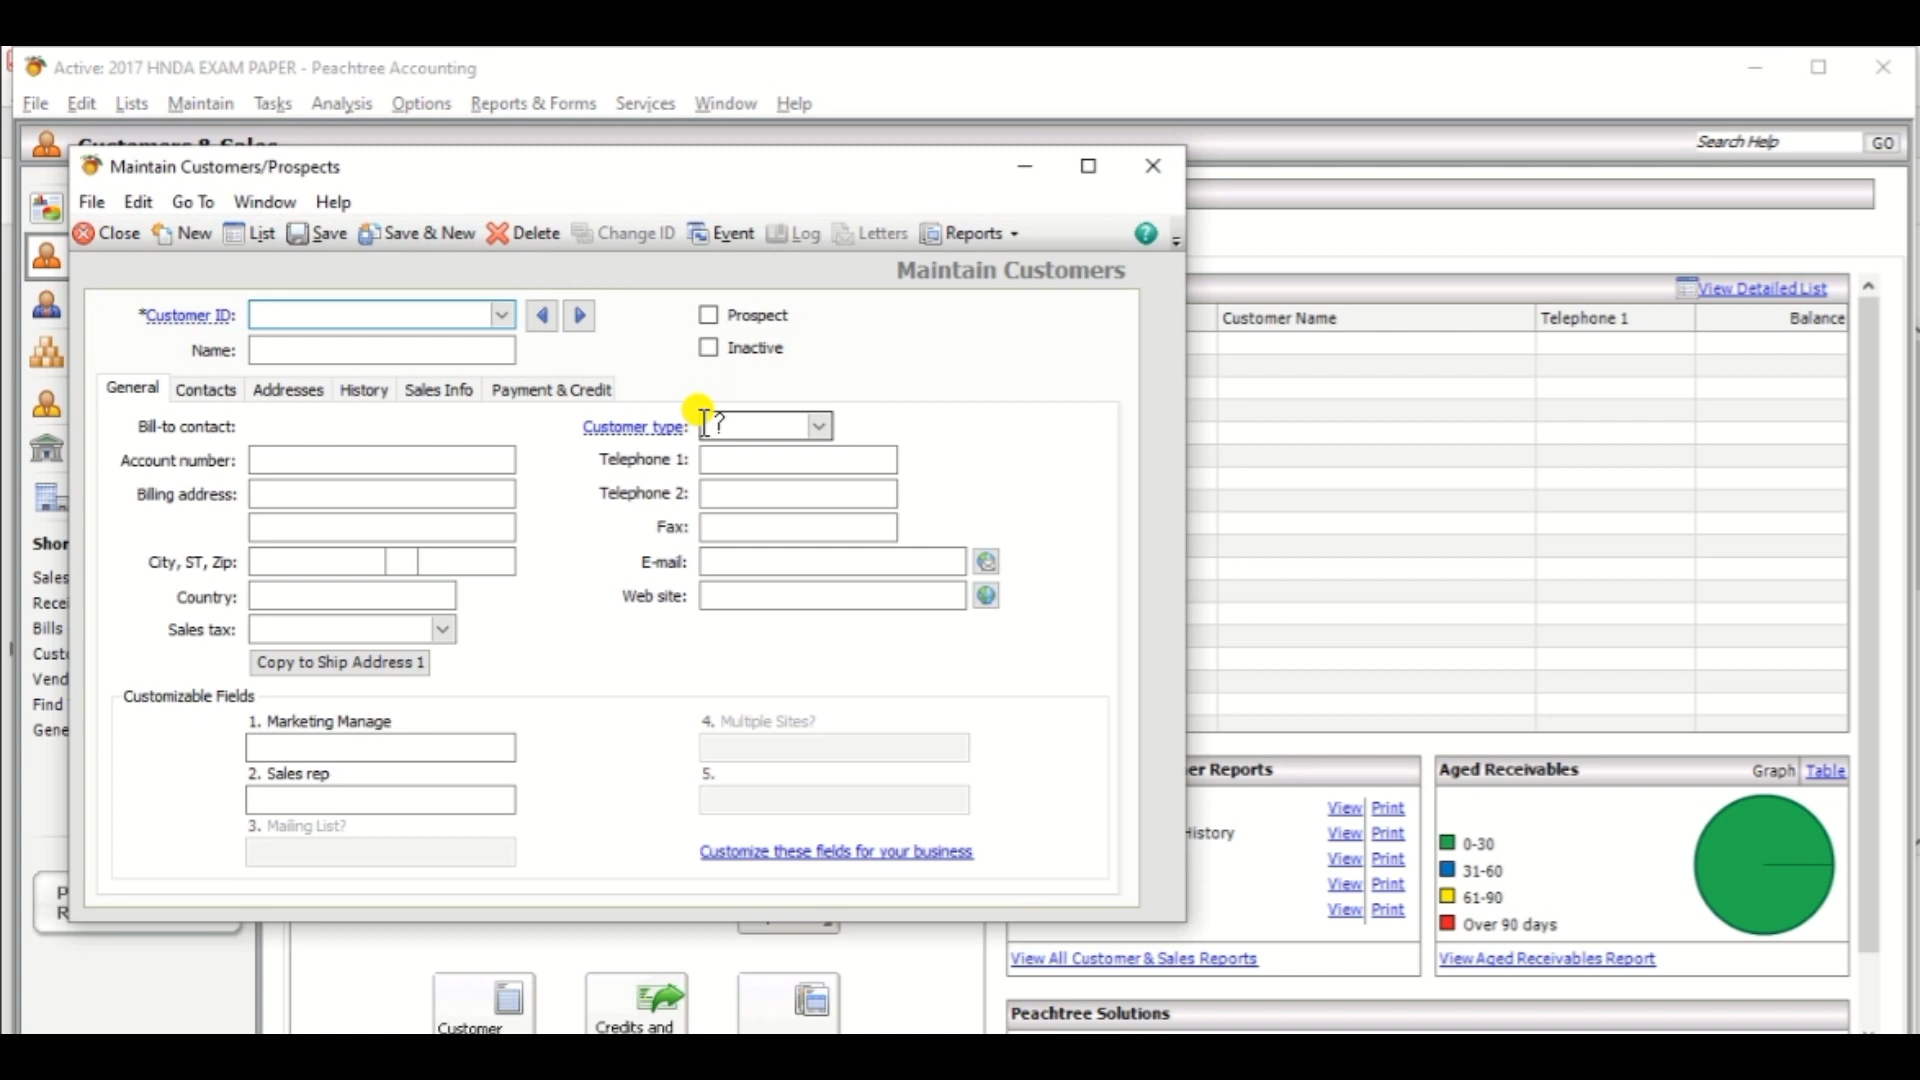 Active: 2017 HNDA EXAM PAPER - Peachtree Accounting
File Edit Lists Maintain Tasks Analysis Options Reports & Forms Services Window Help
Customers & Sales
Search Help GO
Maintain Customers/Prospects
File Edit Go To Window Help
Close New List Save Save & New Delete Change ID Event Log Letters Reports
Maintain Customers
View Detailed List
*Customer ID: Prospect
Customer Name Telephone 1 Balance
Name: Inactive
General Contacts Addresses History Sales Info Payment & Credit
Bill-to contact: Customer type: ?
Account number: Telephone 1:
Billing address: Telephone 2:
Fax:
City, ST, Zip: E-mail:
Country: Web site:
Sales tax:
Copy to Ship Address 1
Customizable Fields
1. Marketing Manage 4. Multiple Sites?
2. Sales rep 5.
3. Mailing List?
Customize these fields for your business
Shor
Sales
Rece
Bills
Custo
Vend
Find
Gene
P
R
er Reports
View Print
History View Print
View Print
View Print
View Print
View All Customer & Sales Reports
Aged Receivables Graph Table
0-30
31-60
61-90
Over 90 days
View Aged Receivables Report
Peachtree Solutions
Customer Credits and